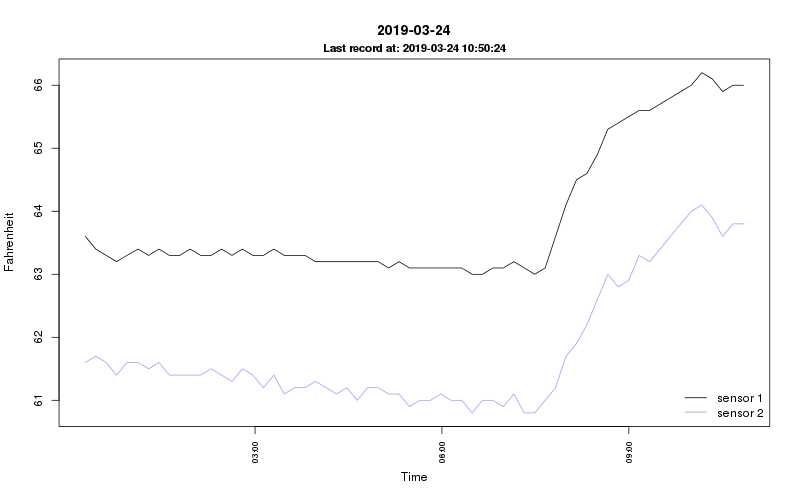 2019-03-24
Last record at: 2019-03-24 10:50:24
Fahrenheit
66
65
64
63
62
61
sensor 1
sensor 2
03:00
06:00
09:00
Time